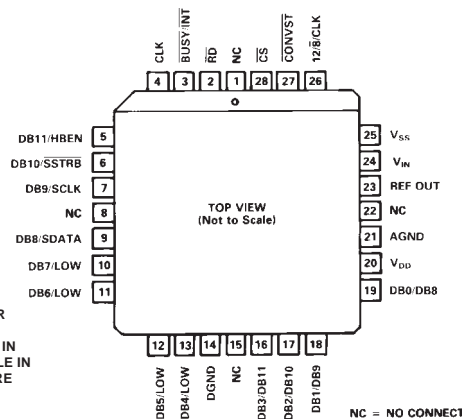 CLK
BUSY/INT
RD
NC
CS
CONVST
12/8/CLK
4
3
2
1
28
27
26
DB11/HBEN 5
DB10/SSTRB 6
DB9/SCLK 7
NC 8
DB8/SDATA 9
DB7/LOW 10
DB6/LOW 11
TOP VIEW
(Not to Scale)
25 VSS
24 VIN
23 REF OUT
22 NC
21 AGND
20 VDD
19 DB0/DB8
12
13
14
15
16
17
18
DB5/LOW
DB4/LOW
DGND
NC
DB3/DB11
DB2/DB10
DB1/DB9
R
IN
LE IN
RE
NC = NO CONNECT